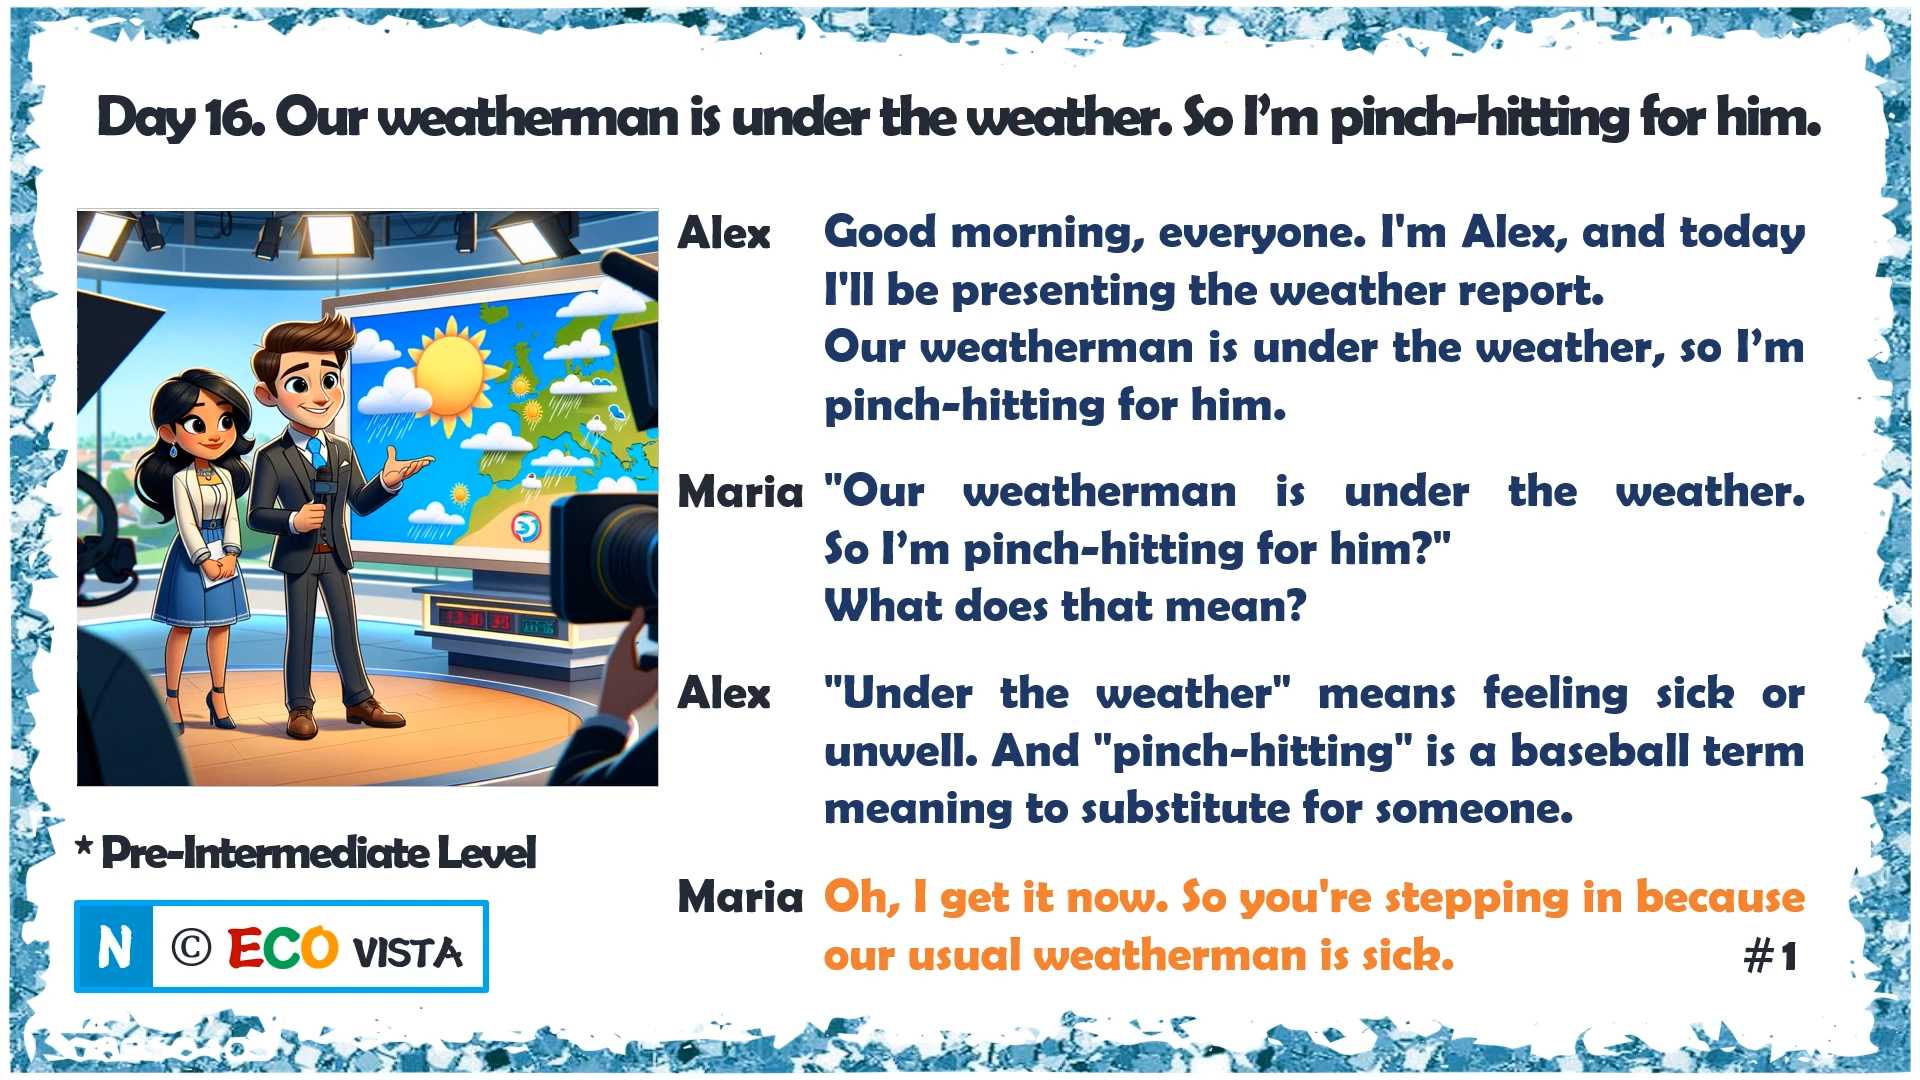 Day 16. Our weatherman is under the weather. So I’m pinch-hitting for him.
Alex
Good morning, everyone. I'm Alex, and today
I'll be presenting the weather report.
Our weatherman is under the weather, so I’m
pinch-hitting for him.
Maria
"Our weatherman is under the weather.
So I’m pinch-hitting for him?"
What does that mean?
Alex
"Under the weather" means feeling sick or
unwell. And "pinch-hitting" is a baseball term
meaning to substitute for someone.
Maria
Oh, I get it now. So you're stepping in because
our usual weatherman is sick.
#1
* Pre-Intermediate Level
N © ECO VISTA